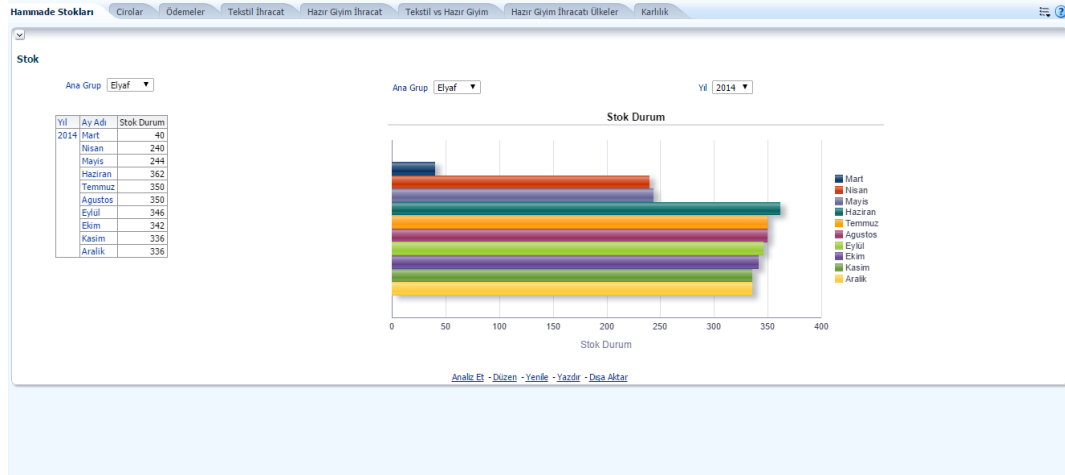 Hammade Stokları Cirolar Ödemeler Tekstil İhracat Hazır Giyim İhracat Tekstil vs Hazır Giyim Hazır Giyim İhracatı Ülkeler Karlılık
Stok
Ana Grup Elyaf
Yıl Ay Adı Stok Durum
2014 Mart 40
Nisan 240
Mayis 244
Haziran 362
Temmuz 350
Agustos 350
Eylül 346
Ekim 342
Kasim 336
Aralik 336
Ana Grup Elyaf Yıl 2014
Stok Durum
Mart
Nisan
Mayis
Haziran
Temmuz
Agustos
Eylül
Ekim
Kasim
Aralik
0 50 100 150 200 250 300 350 400
Stok Durum
Analiz Et - Düzen - Yenile - Yazdır - Dışa Aktar